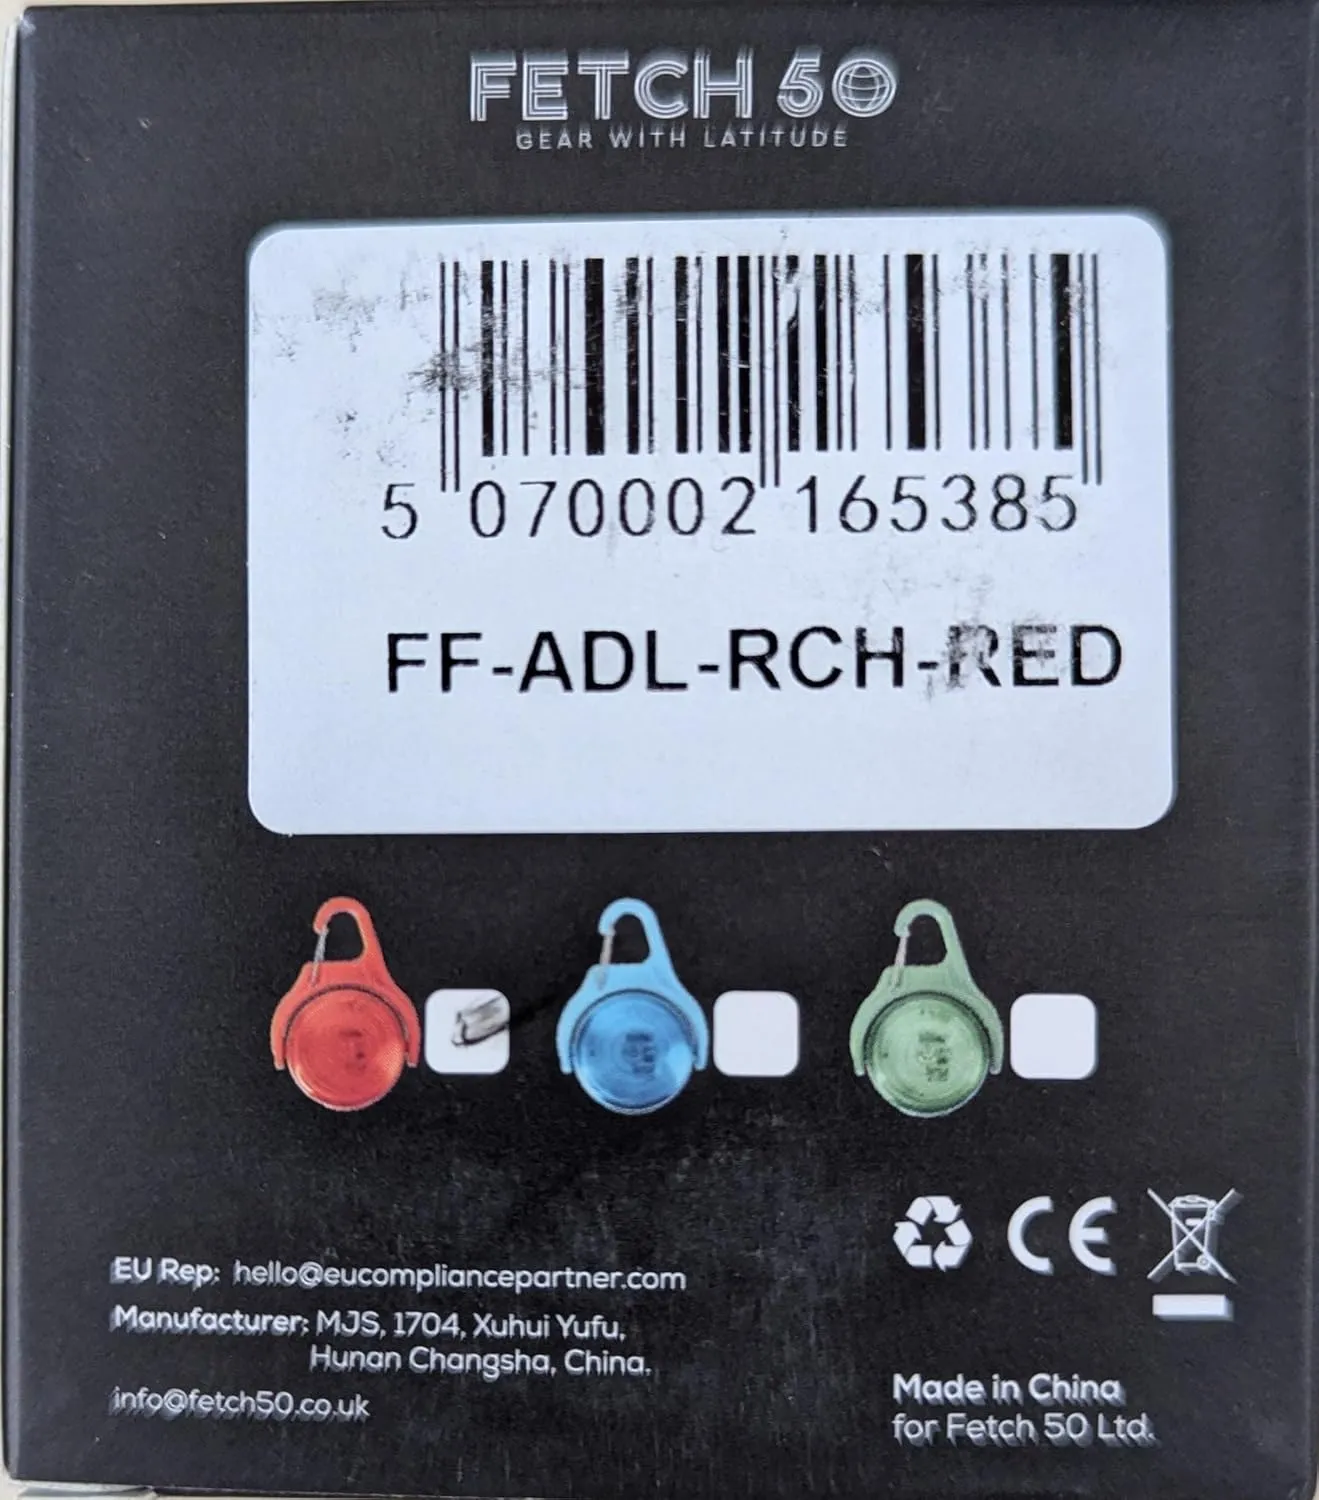 FETCH 50
GEAR WITH LATITUDE
5 070002 165385
FF-ADL-RCH-RED
CE
EU Rep: hello@eucompliancepartner.com
Manufacturer: MJS, 1704, Xuhui Yufu,
Hunan Changsha, China.
info@fetch50.co.uk
Made in China
for Fetch 50 Ltd.